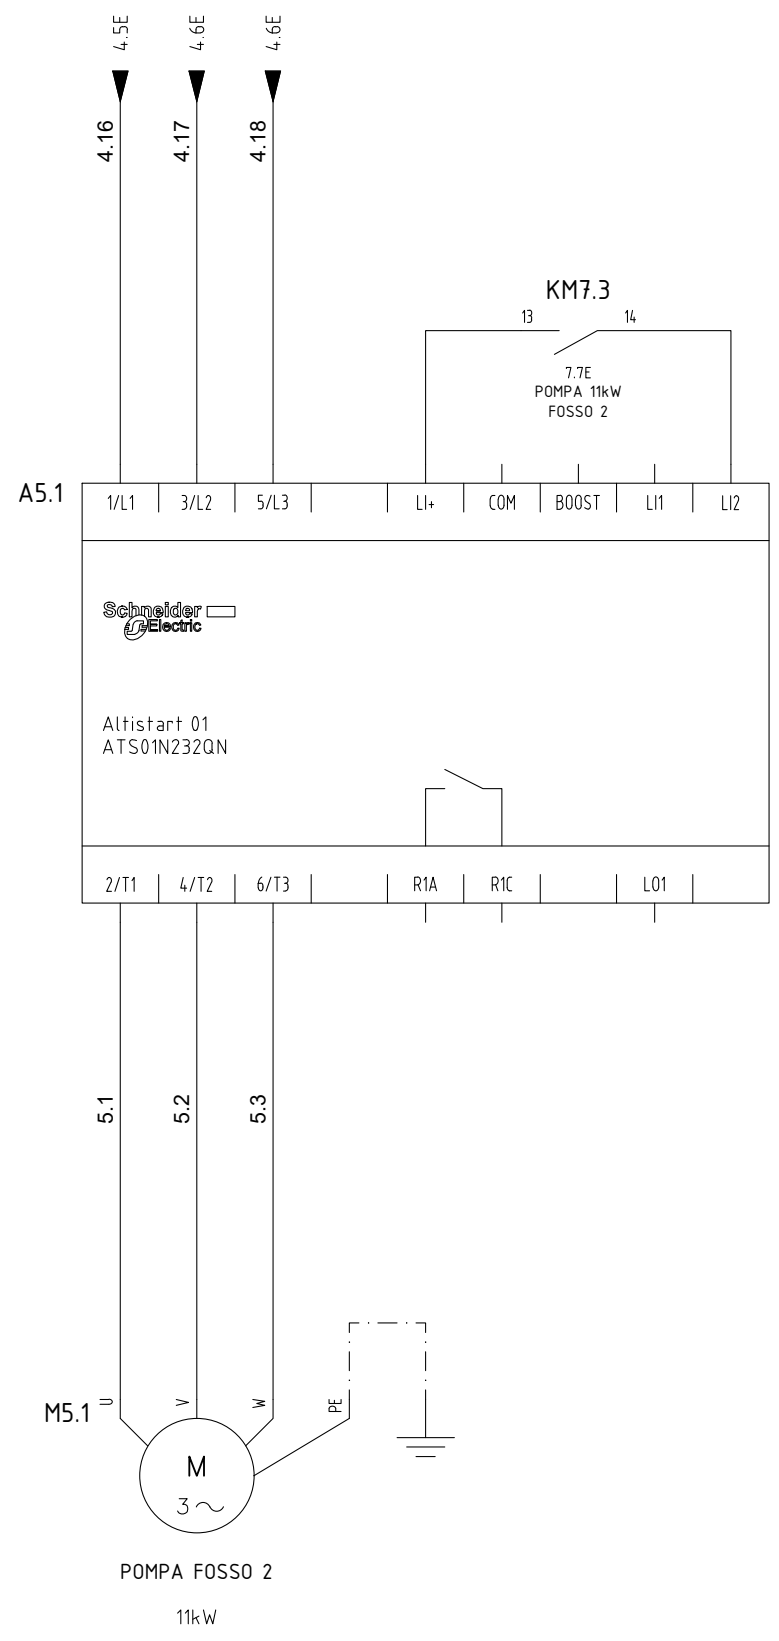 4.5E 4.6E 4.6E
4.16 4.17 4.18
KM7.3
13 14
7.7E
POMPA 11kW
FOSSO 2
A5.1
1/L1 3/L2 5/L3 LI+ COM BOOST LI1 LI2
Schneider
Electric
Altistart 01
ATS01N232QN
2/T1 4/T2 6/T3 R1A R1C LO1
5.1 5.2 5.3
U V W PE
M5.1
M
3~
POMPA FOSSO 2
11kW